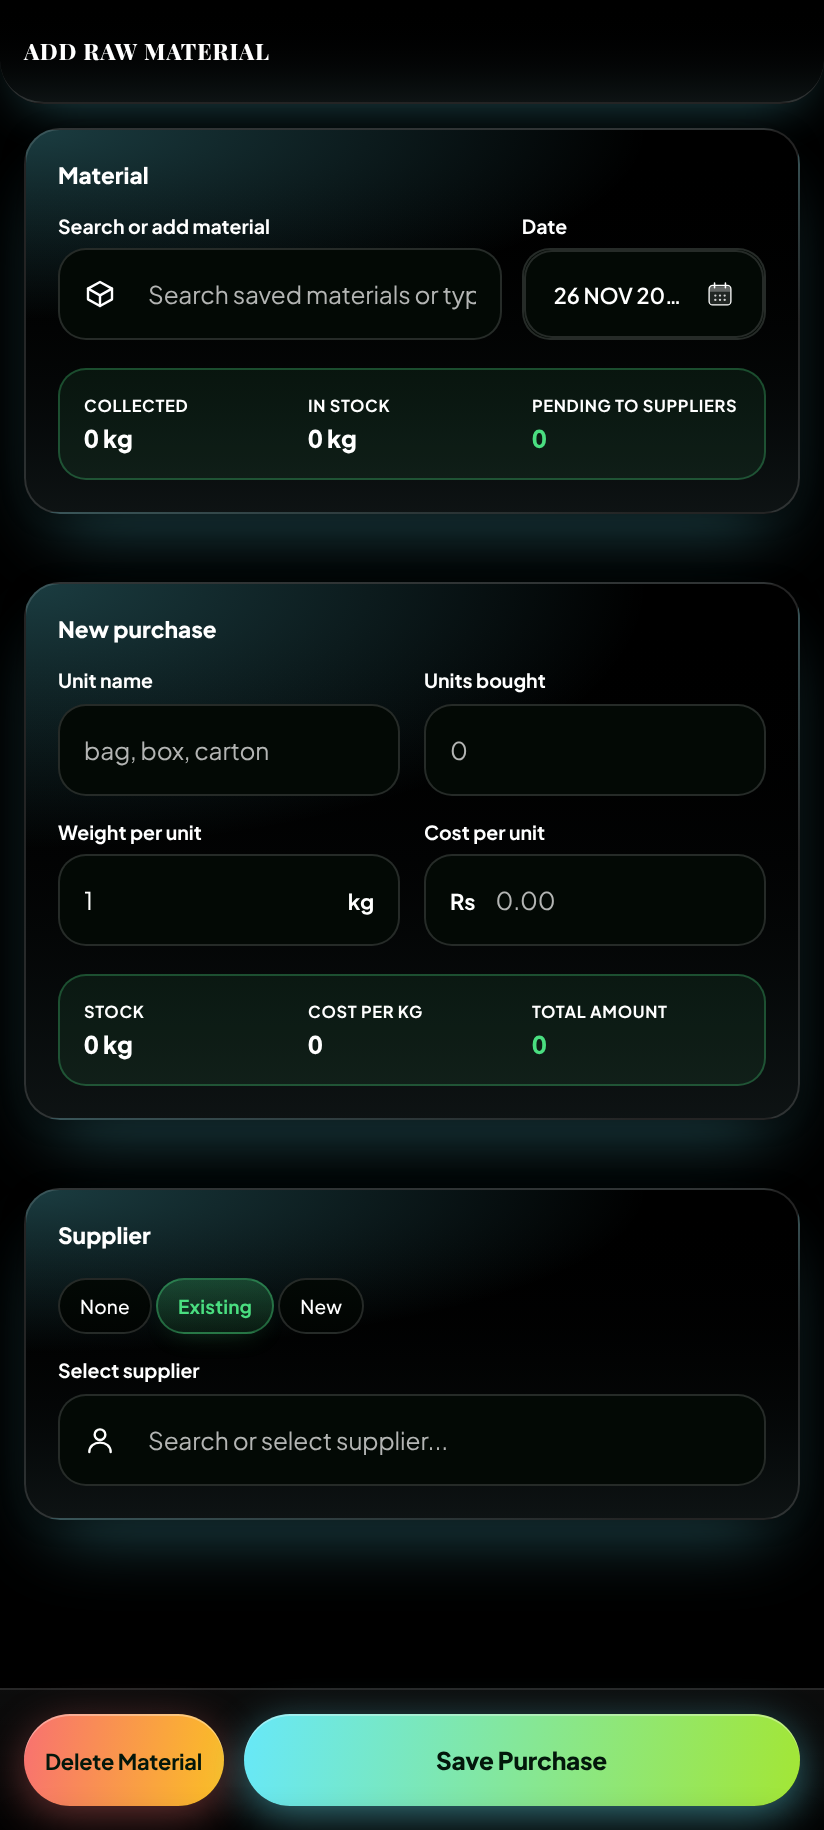 ADD RAW MATERIAL
Material
Search or add material
Date
Search saved materials or typ
26 NOV 20...
COLLECTED
IN STOCK
PENDING TO SUPPLIERS
0 kg
0 kg
0
New purchase
Unit name
Units bought
bag, box, carton
0
Weight per unit
Cost per unit
1
kg
Rs
0.00
STOCK
COST PER KG
TOTAL AMOUNT
0 kg
0
0
Supplier
None
Existing
New
Select supplier
Search or select supplier...
Delete Material
Save Purchase